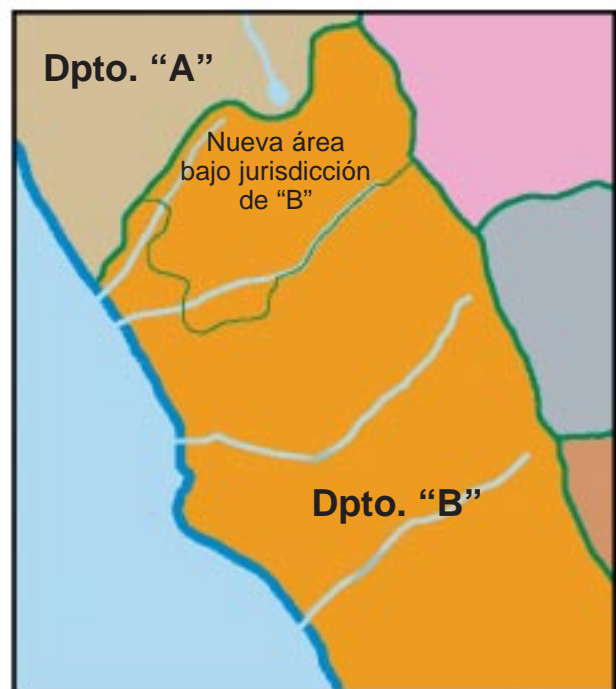 Dpto. “A”
Nueva área
bajo jurisdicción
de “B”
Dpto. “B”